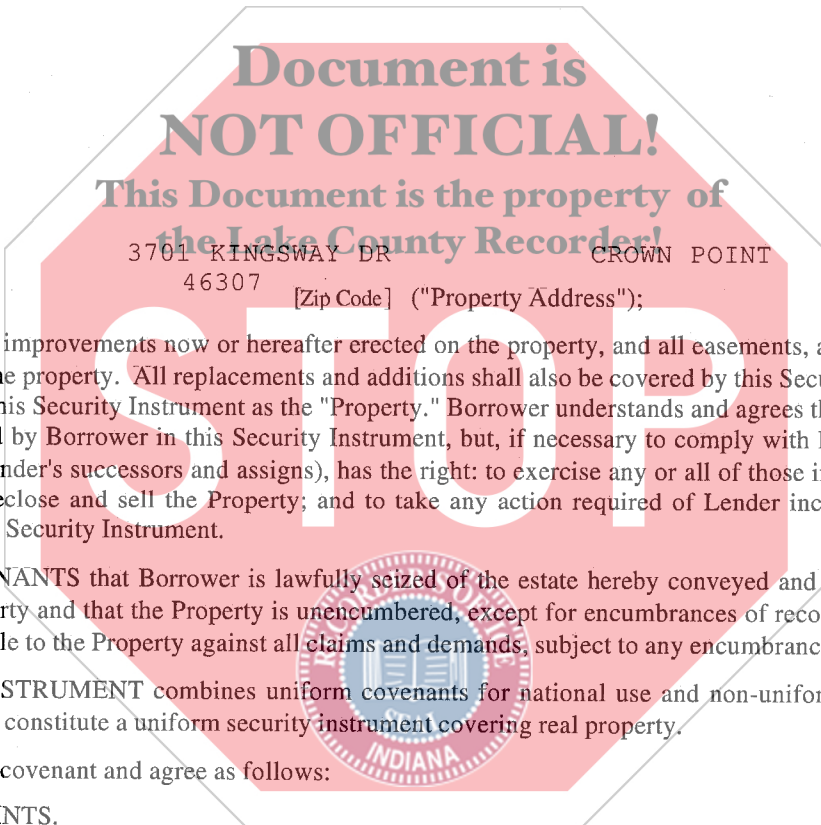 Document is
NOT OFFICIAL!
This Document is the property of
the Lake County Recorder!
3701 KINGSWAY DR CROWN POINT
46307 [Zip Code] ("Property Address");
improvements now or hereafter erected on the property, and all easements, a
e property. All replacements and additions shall also be covered by this Secu
his Security Instrument as the "Property." Borrower understands and agrees th
l by Borrower in this Security Instrument, but, if necessary to comply with l
nder's successors and assigns), has the right: to exercise any or all of those i
eclose and sell the Property; and to take any action required of Lender inc
Security Instrument.
NANTS that Borrower is lawfully seized of the estate hereby conveyed and
rty and that the Property is unencumbered, except for encumbrances of reco
le to the Property against all claims and demands, subject to any encumbranc
STRUMENT combines uniform covenants for national use and non-unifor
constitute a uniform security instrument covering real property.
covenant and agree as follows:
NTS.
STOP
INDIANA